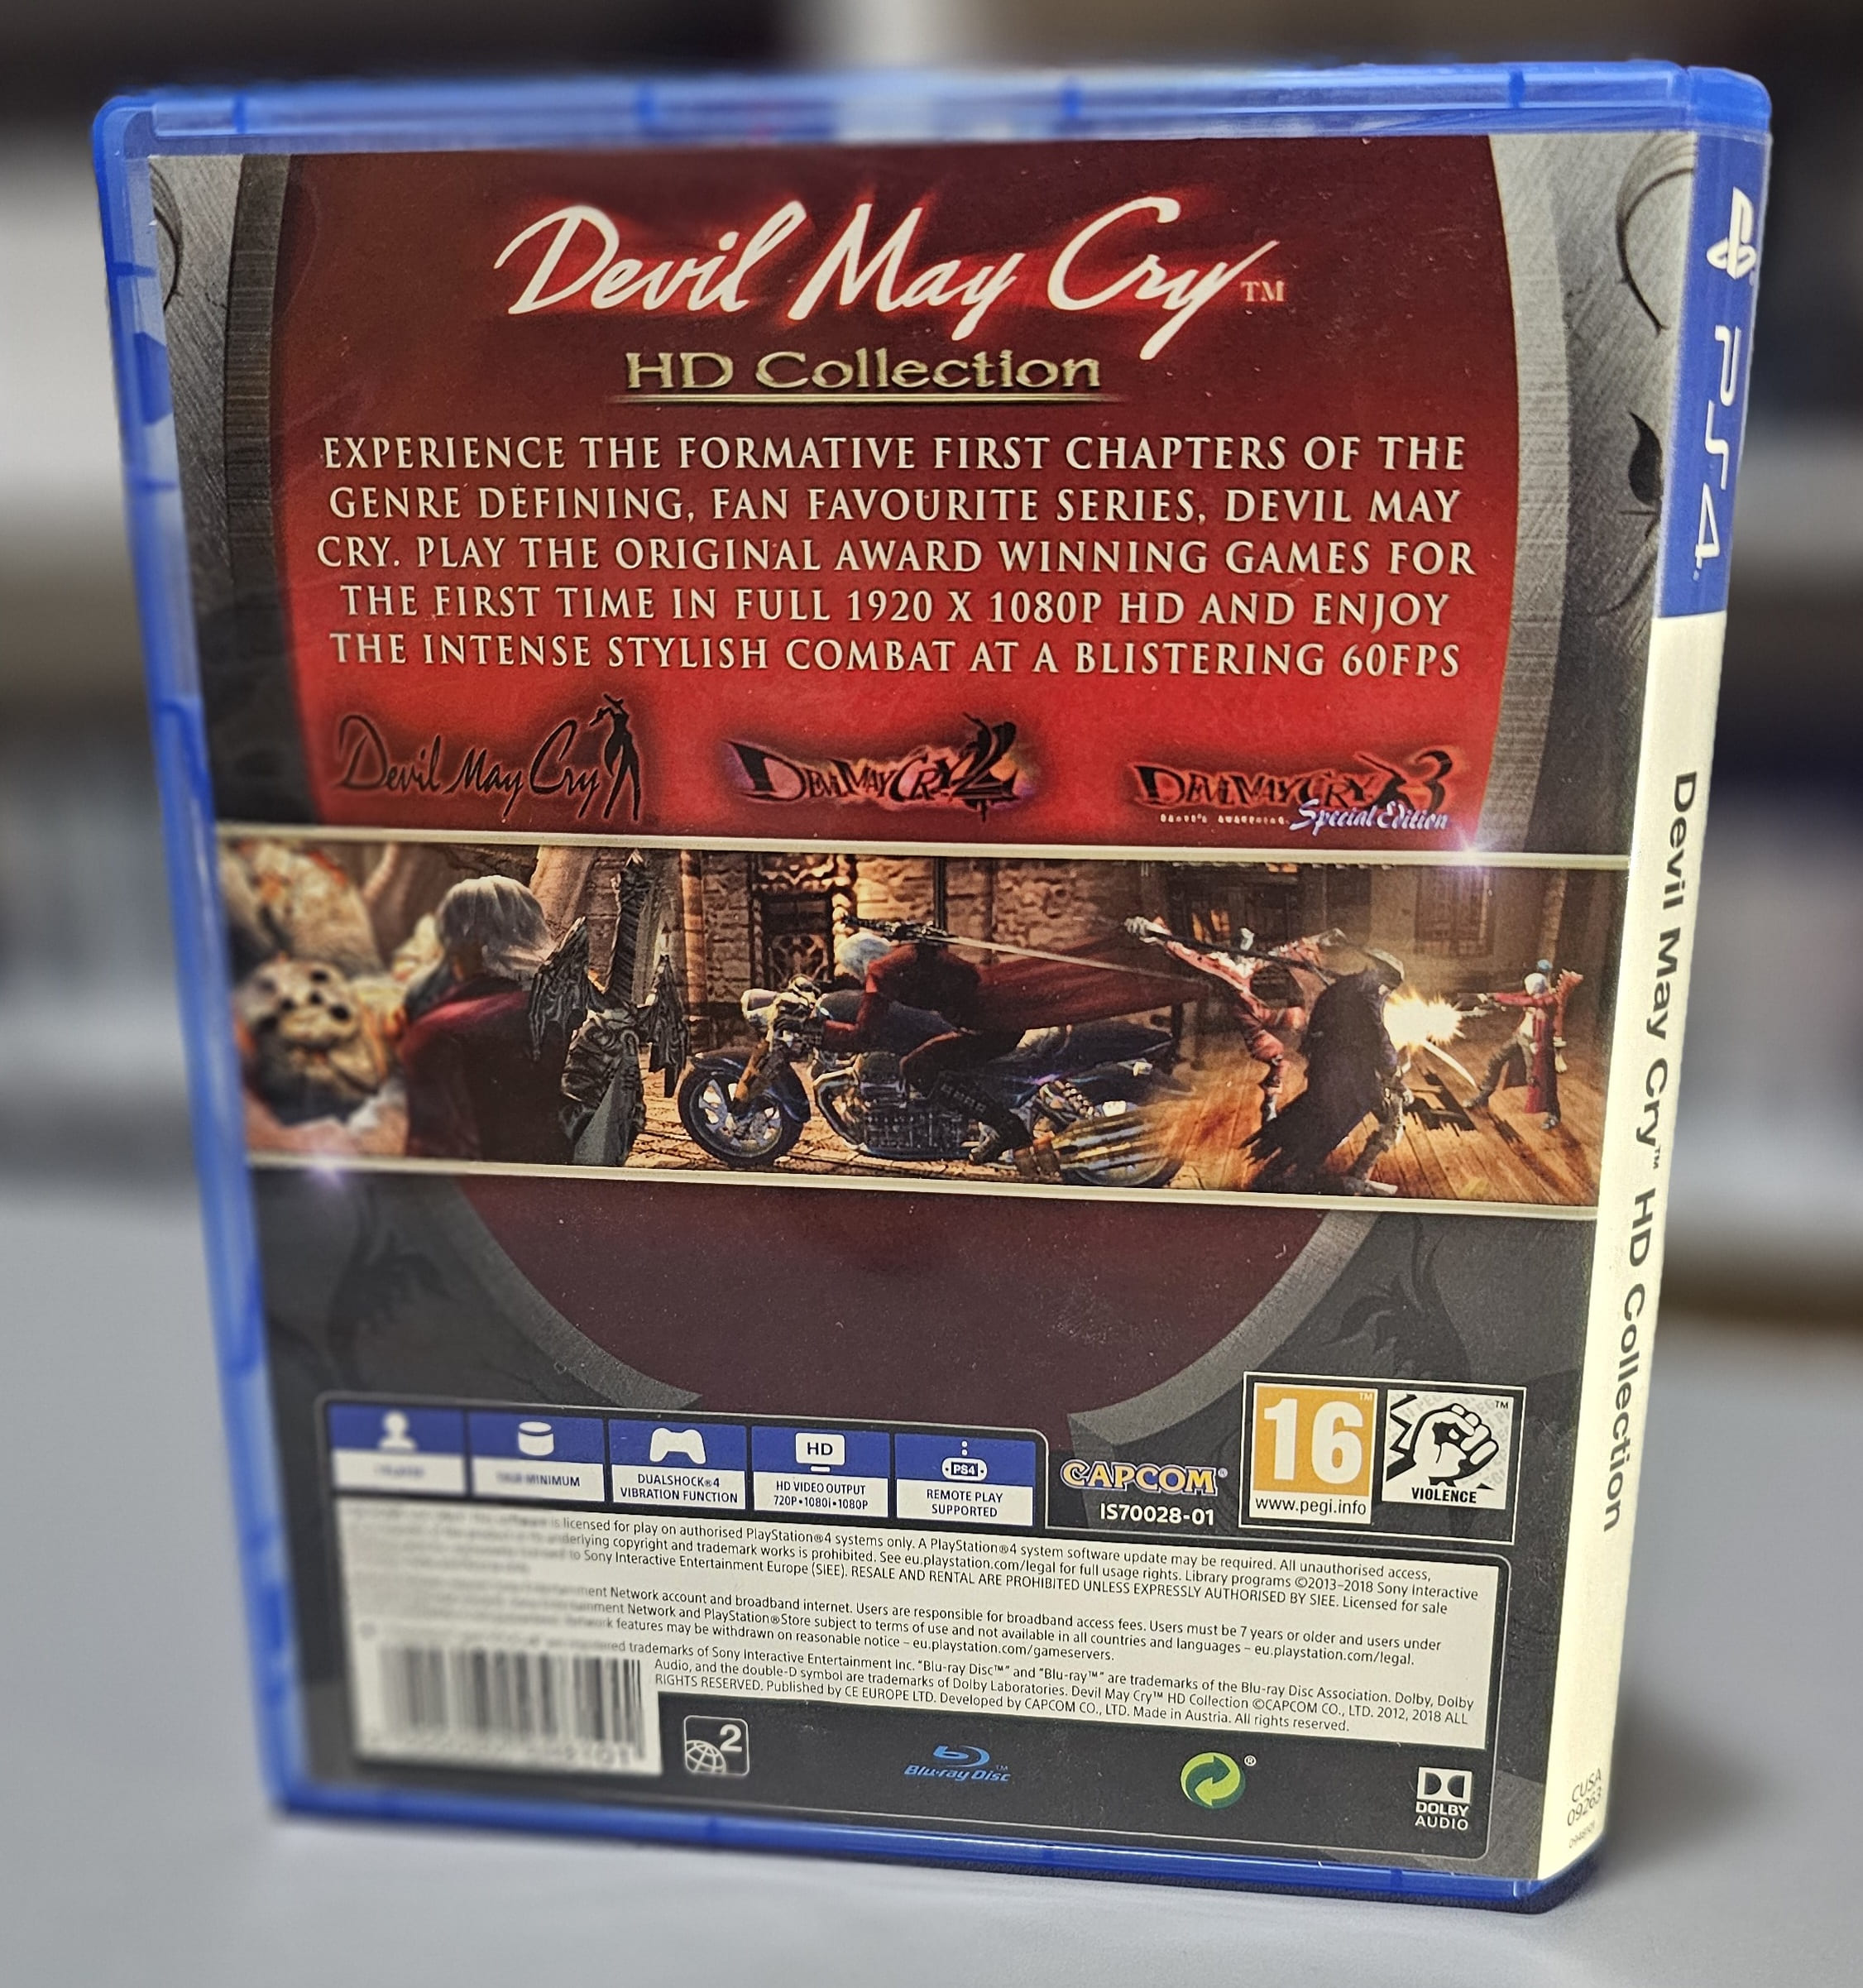 Devil May Cry™
HD Collection
EXPERIENCE THE FORMATIVE FIRST CHAPTERS OF THE
GENRE DEFINING, FAN FAVOURITE SERIES, DEVIL MAY
CRY. PLAY THE ORIGINAL AWARD WINNING GAMES FOR
THE FIRST TIME IN FULL 1920 X 1080P HD AND ENJOY
THE INTENSE STYLISH COMBAT AT A BLISTERING 60FPS
Devil May Cry
DEVIL MAY CRY 2
DEVIL MAY CRY 3
DANTE'S AWAKENING Special Edition
MINIMUM
DUALSHOCK®4
VIBRATION FUNCTION
HD
HD VIDEO OUTPUT
720P•1080i•1080P
PS4
REMOTE PLAY
SUPPORTED
CAPCOM®
IS70028-01
16™
www.pegi.info
™
VIOLENCE
is licensed for play on authorised PlayStation®4 systems only. A PlayStation®4 system software update may be required. All unauthorised access,
underlying copyright and trademark works is prohibited. See eu.playstation.com/legal for full usage rights. Library programs ©2013–2018 Sony Interactive
to Sony Interactive Entertainment Europe (SIEE). RESALE AND RENTAL ARE PROHIBITED UNLESS EXPRESSLY AUTHORISED BY SIEE. Licensed for sale
Network account and broadband internet. Users are responsible for broadband access fees. Users must be 7 years or older and users under
Network and PlayStation®Store subject to terms of use and not available in all countries and languages – eu.playstation.com/legal.
Network features may be withdrawn on reasonable notice – eu.playstation.com/gameservers.
registered trademarks of Sony Interactive Entertainment Inc. "Blu-ray Disc™" and "Blu-ray™" are trademarks of the Blu-ray Disc Association. Dolby, Dolby
Audio, and the double-D symbol are trademarks of Dolby Laboratories. Devil May Cry™ HD Collection ©CAPCOM CO., LTD. 2012, 2018 ALL
RIGHTS RESERVED. Published by CE EUROPE LTD. Developed by CAPCOM CO., LTD. Made in Austria. All rights reserved.
2
Blu-ray Disc™
®
DOLBY
AUDIO
PS4
Devil May Cry™ HD Collection
CUSA
09263